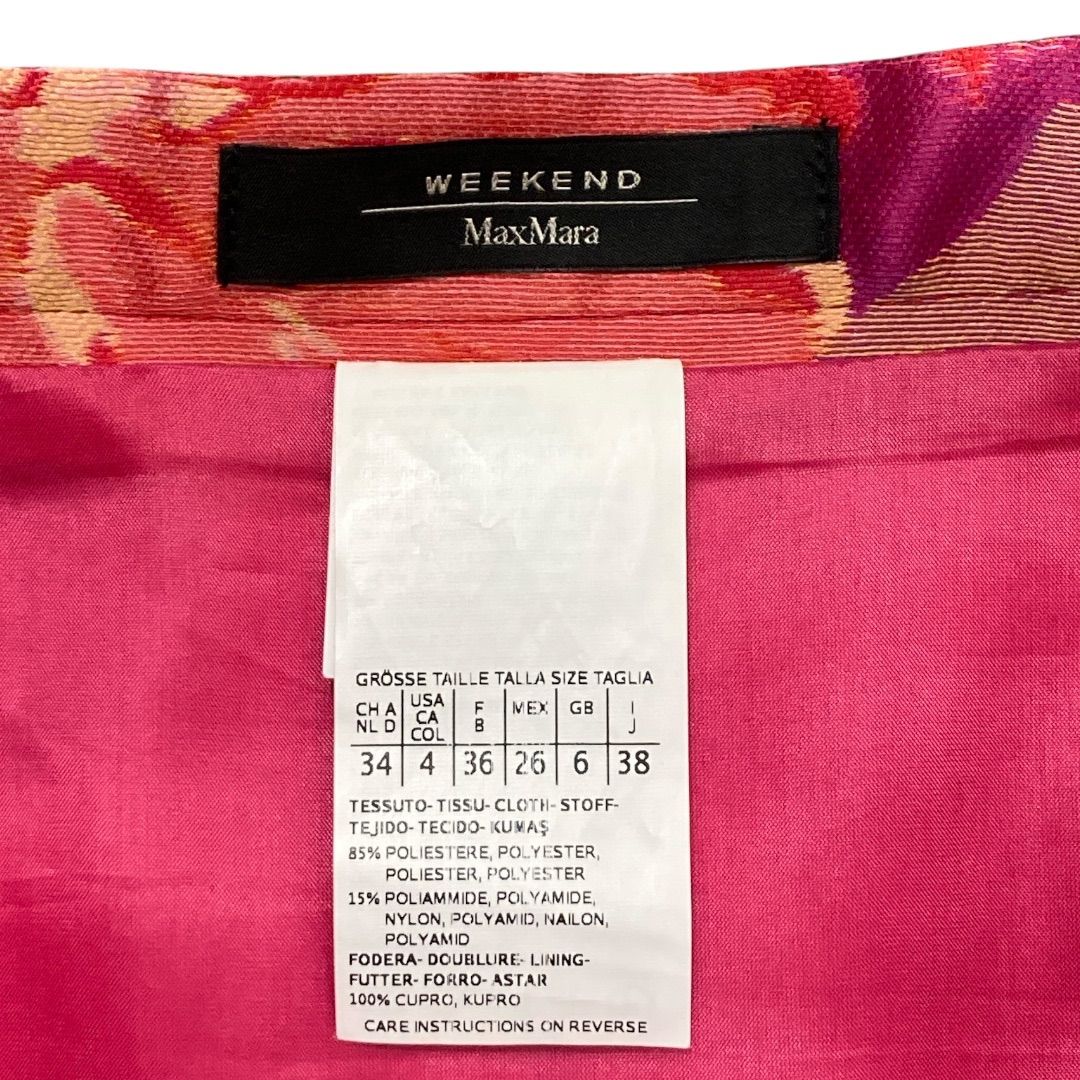 WEEKEND
MaxMara
GRÖSSE TAILLE TALLA SIZE TAGLIA
CH A NL D USA CA COL F B MEX GB I J
34 4 36 26 6 38
TESSUTO- TISSU- CLOTH- STOFF-
TEJIDO- TECIDO- KUMAŞ
85% POLIESTERE, POLYESTER,
POLIESTER, POLYESTER
15% POLIAMMIDE, POLYAMIDE,
NYLON, POLYAMID, NAILON,
POLYAMID
FODERA- DOUBLURE- LINING-
FUTTER- FORRO- ASTAR
100% CUPRO, KUPRO
CARE INSTRUCTIONS ON REVERSE